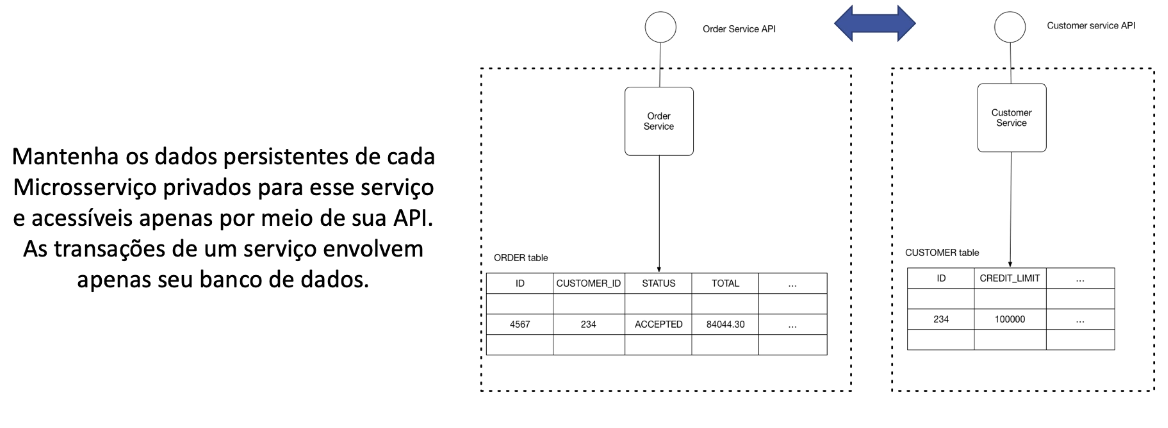 Mantenha os dados persistentes de cada
Microsserviço privados para esse serviço
e acessíveis apenas por meio de sua API.
As transações de um serviço envolvem
apenas seu banco de dados.
Order Service API
Order
Service
ORDER table
ID CUSTOMER_ID STATUS TOTAL ...
4567 234 ACCEPTED 84044.30 ...
Customer service API
Customer
Service
CUSTOMER table
ID CREDIT_LIMIT ...
234 100000 ...